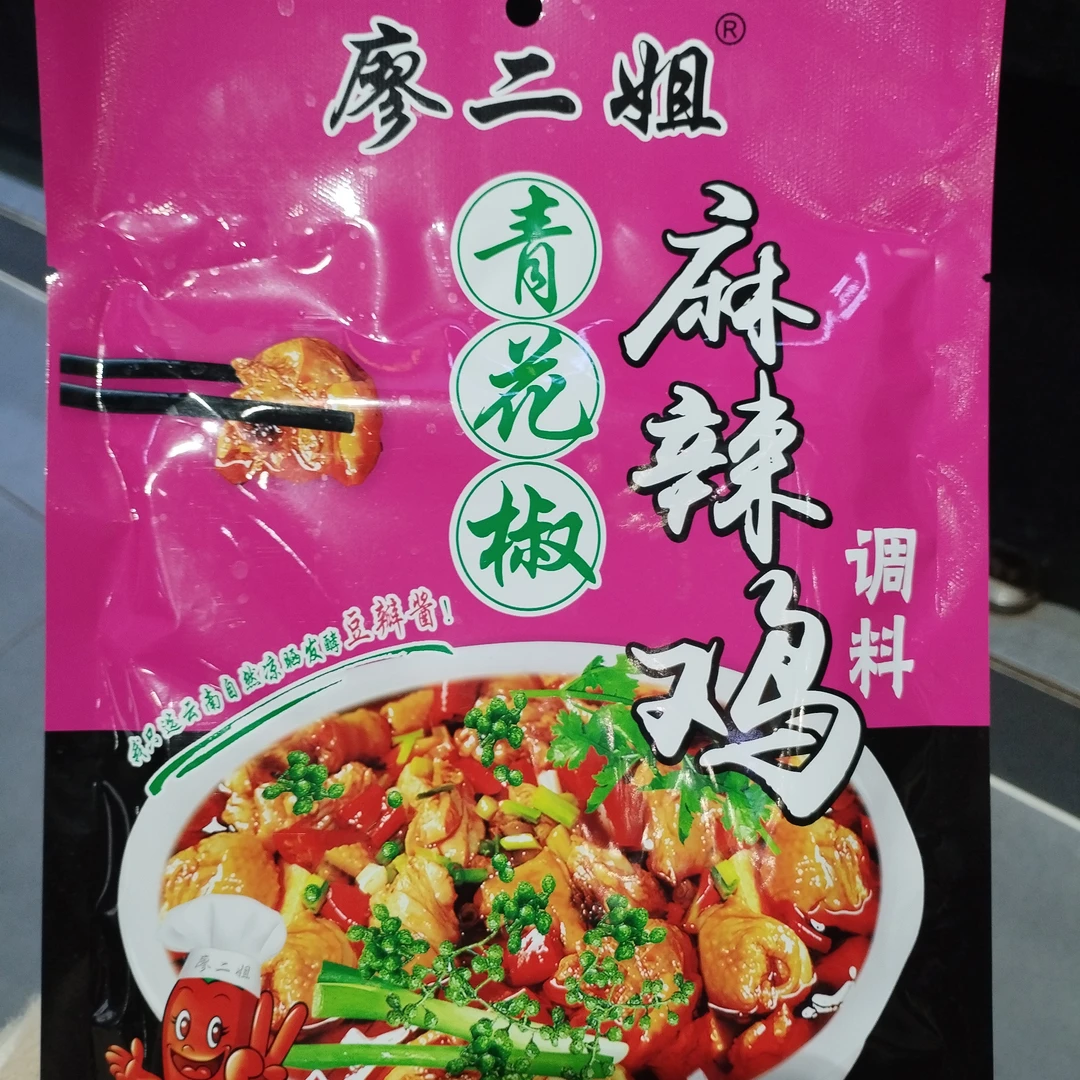 廖二姐®
青花椒
麻辣鸡
调料
我只选云南自然凉晒发酵豆瓣酱！
廖二姐